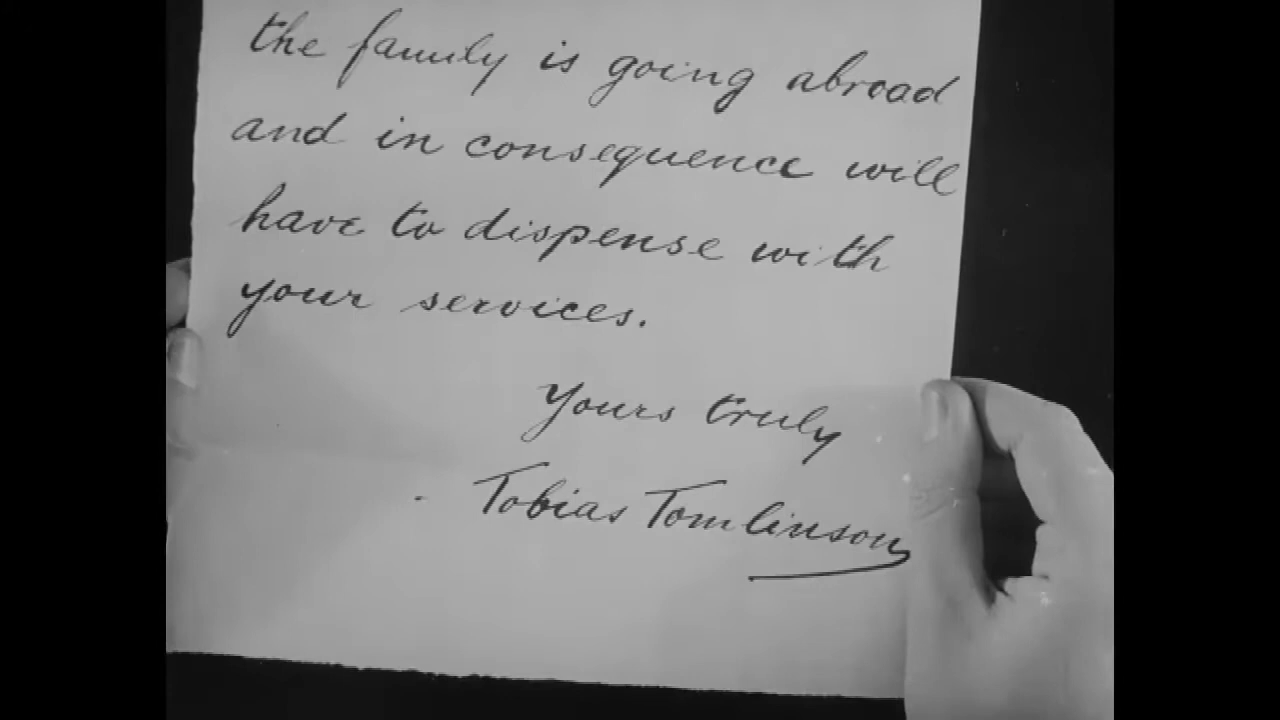 the family is going abroad
and in consequence will
have to dispense with
your services.
Yours truly
Tobias Tomlinson